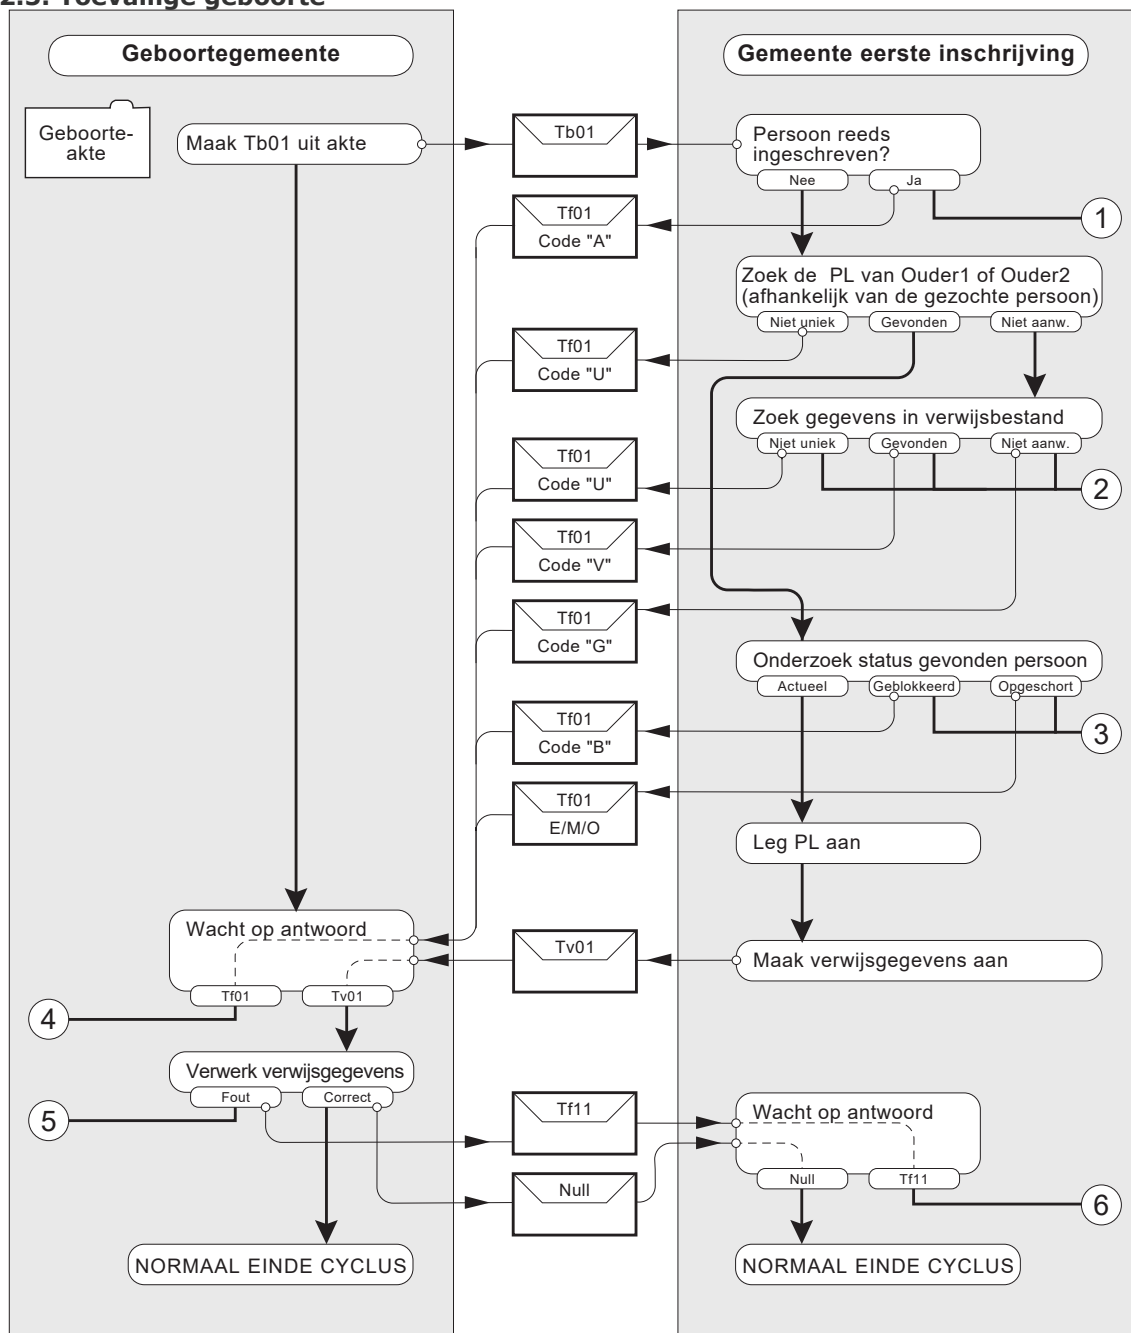 2.3. Toevallige geboorte
Geboortegemeente
Gemeente eerste inschrijving
Geboorte-
akte
Maak Tb01 uit akte
Tb01
Persoon reeds
ingeschreven?
Nee
Ja
1
Tf01
Code "A"
Zoek de PL van Ouder1 of Ouder2
(afhankelijk van de gezochte persoon)
Niet uniek
Gevonden
Niet aanw.
Tf01
Code "U"
Zoek gegevens in verwijsbestand
Niet uniek
Gevonden
Niet aanw.
2
Tf01
Code "U"
Tf01
Code "V"
Tf01
Code "G"
Onderzoek status gevonden persoon
Actueel
Geblokkeerd
Opgeschort
3
Tf01
Code "B"
Tf01
E/M/O
Leg PL aan
Wacht op antwoord
Tf01
Tv01
4
Tv01
Maak verwijsgegevens aan
Verwerk verwijsgegevens
Fout
Correct
5
Tf11
Null
Wacht op antwoord
Null
Tf11
6
NORMAAL EINDE CYCLUS
NORMAAL EINDE CYCLUS